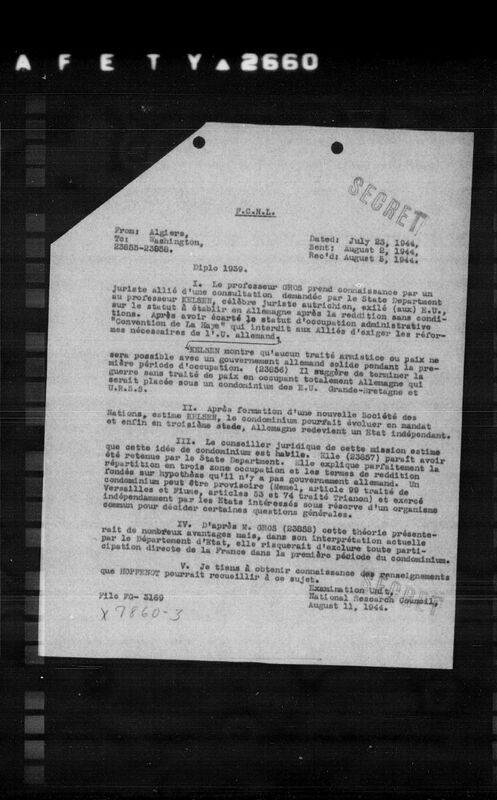 A F E T Y ▲ 2660
SECRET
F.C.N.L.
From: Algiers,
To: Washington,
23855-23858.
Dated: July 23, 1944,
Sent: August 2, 1944,
Rec'd: August 5, 1944.
Diplo 1939.
I. Le professeur GROS prend connaissance par un
juriste allié d'une consultation demandée par le State Department
au professeur KELSEN, célèbre juriste autrichien, exilé (aux) E.U.,
sur le statut à établir en Allemagne après la reddition sans condi-
tions. Après avoir écarté le statut d'occupation administrative
"Convention de La Haye" qui interdit aux Alliés d'exiger les réfor-
mes nécessaires de l'.U. allemand.
KELSEN montre qu'aucun traité armistice ou paix ne
sera possible avec un gouvernement allemand solide pendant la pre-
mière période d'occupation. (23856) Il suggère de terminer la
guerre sans traité de paix en occupant totalement Allemagne qui
serait placée sous un condominium des E.U. Grande-Bretagne et
U.R.S.S.
II. Après formation d'une nouvelle Société des
Nations, estime KELSEN, le condominium pourrait évoluer en mandat
et enfin en troisième stade, Allemagne redevient un Etat indépendant.
III. Le conseiller juridique de cette mission estime
que cette idée de condominium est habile. Elle (23857) paraît avoir
été retenue par le State Department. Elle explique parfaitement la
répartition en trois zone occupation et les termes de reddition
fondés sur hypothèse qu'il n'y a pas gouvernement allemand. Un
condominium peut être provisoire (Memel, article 99 traité de
Versailles et Fiume, articles 53 et 74 traité Trianon) et exercé
indépendamment par les Etats intéressés sous réserve d'un organisme
commun pour décider certaines questions générales.
IV. D'après M. GROS (23858) cette théorie présente-
rait de nombreux avantages mais, dans son interprétation actuelle
par le Département d'Etat, elle risquerait d'exclure toute parti-
cipation directe de la France dans la première période du condominium.
V. Je tiens à obtenir connaissance des renseignements
que HOPPENOT pourrait recueillir à ce sujet.
Examination Unit,
National Research Council,
August 11, 1944.
SECRET
File FG- 3169
X 7860-3